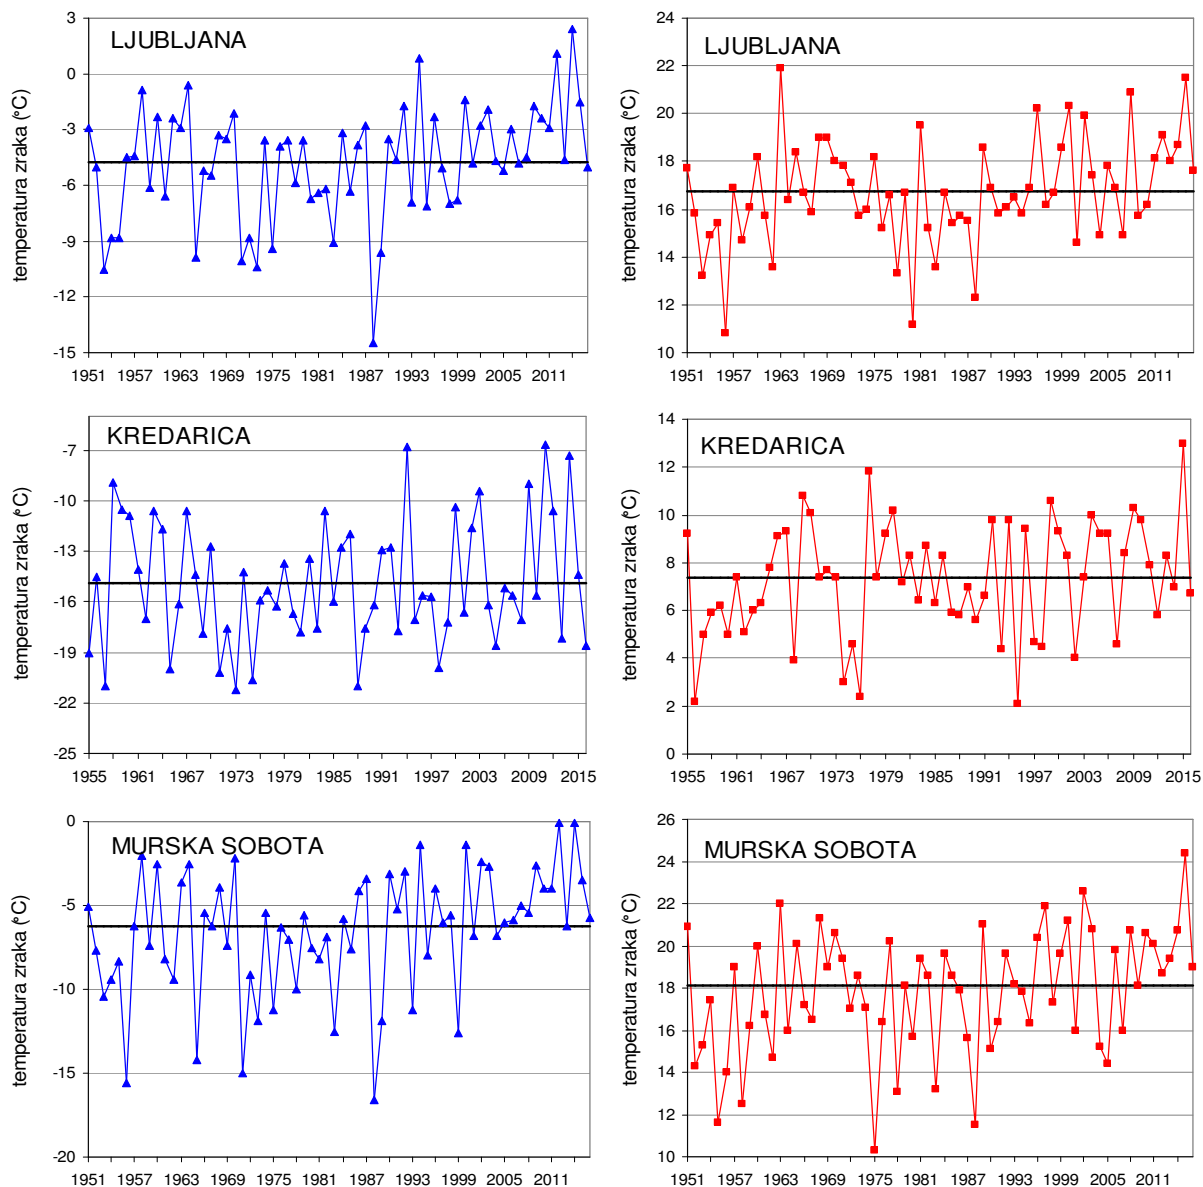 LJUBLJANA
temperatura zraka (°C)
3
0
-3
-6
-9
-12
-15
1951 1957 1963 1969 1975 1981 1987 1993 1999 2005 2011
LJUBLJANA
temperatura zraka (°C)
24
22
20
18
16
14
12
10
1951 1957 1963 1969 1975 1981 1987 1993 1999 2005 2011
KREDARICA
temperatura zraka (°C)
-7
-10
-13
-16
-19
-22
-25
1955 1961 1967 1973 1979 1985 1991 1997 2003 2009 2015
KREDARICA
temperatura zraka (°C)
14
12
10
8
6
4
2
0
1955 1961 1967 1973 1979 1985 1991 1997 2003 2009 2015
MURSKA SOBOTA
temperatura zraka (°C)
0
-5
-10
-15
-20
1951 1957 1963 1969 1975 1981 1987 1993 1999 2005 2011
MURSKA SOBOTA
temperatura zraka (°C)
26
24
22
20
18
16
14
12
10
1951 1957 1963 1969 1975 1981 1987 1993 1999 2005 2011